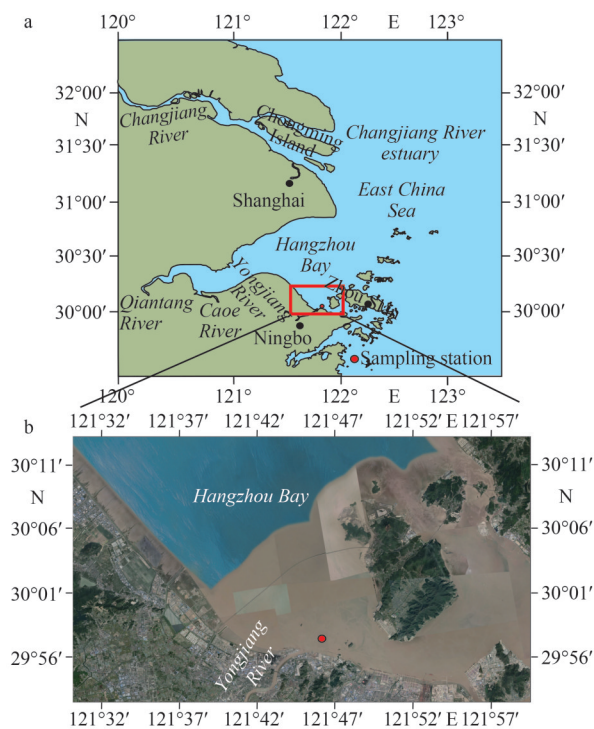 a
120° 121° 122° E 123°
32°00′ 32°00′
N N
Changjiang
River
Chongming
Island
Changjiang River
estuary
31°30′ 31°30′
Shanghai
East China
Sea
31°00′ 31°00′
30°30′ 30°30′
Hangzhou
Bay
Yongjiang
River
30°00′ 30°00′
Qiantang
River
Caoe
River
Ningbo
Sampling station
120° 121° E 123°
b
121°32′ 121°37′ 121°42′ 121°47′ 121°52′ E 121°57′
30°11′ 30°11′
N N
Hangzhou Bay
30°06′ 30°06′
30°01′ 30°01′
Yongjiang
River
29°56′ 29°56′
121°32′ 121°37′ 121°42′ 121°47′ 121°52′ E 121°57′